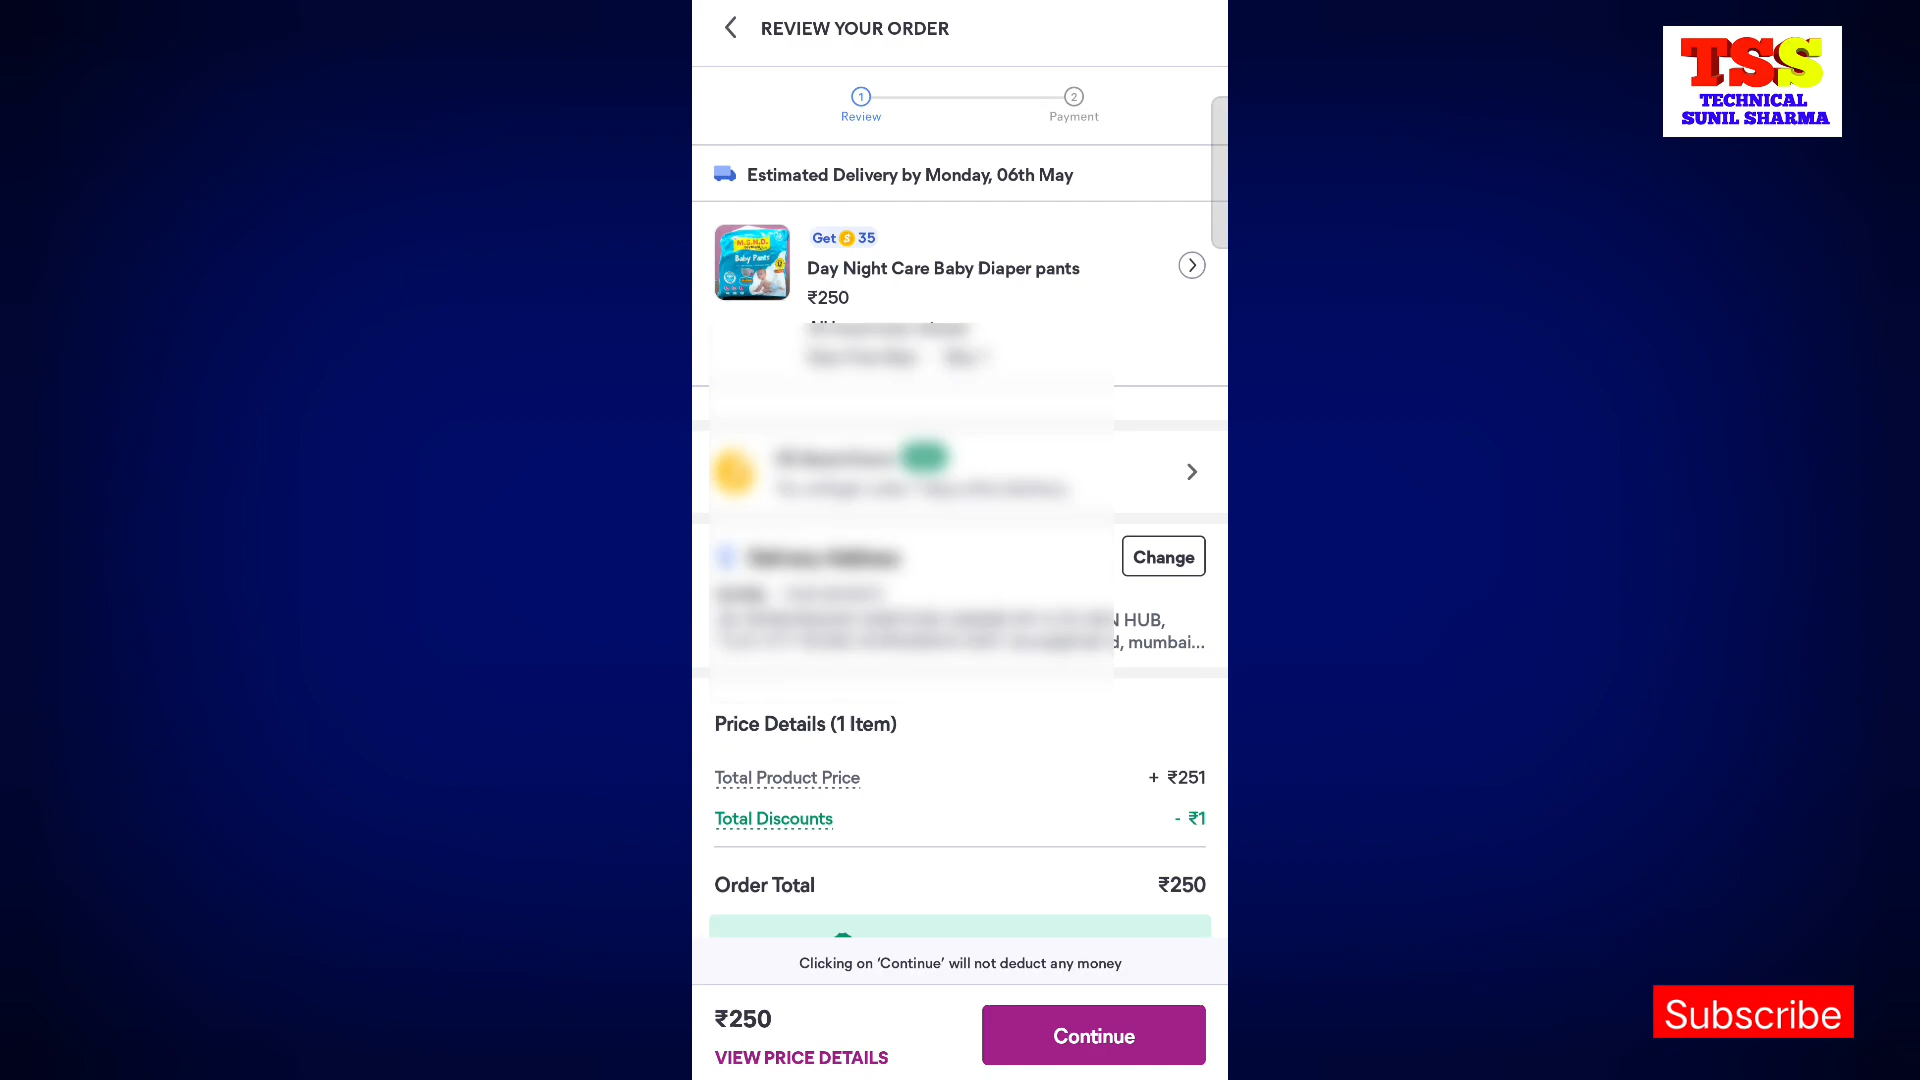 REVIEW YOUR ORDER
TSS
TECHNICAL
SUNIL SHARMA
1
2
Review
Payment
Estimated Delivery by Monday, 06th May
Get 35
M.S.H.D.
Baby Pants
Day Night Care Baby Diaper pants
₹250
Change
N HUB,
d, mumbai...
Price Details (1 Item)
Total Product Price + ₹251
Total Discounts - ₹1
Order Total ₹250
Clicking on ‘Continue’ will not deduct any money
₹250
Continue
VIEW PRICE DETAILS
Subscribe